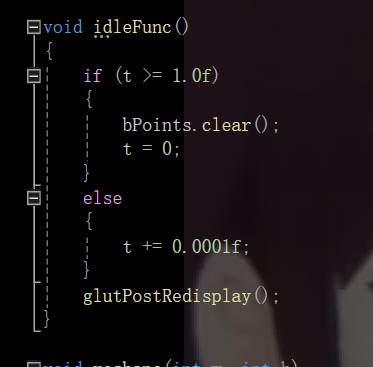 void idleFunc()
{
if (t >= 1.0f)
{
bPoints.clear();
t = 0;
}
else
{
t += 0.0001f;
}
glutPostRedisplay();
}